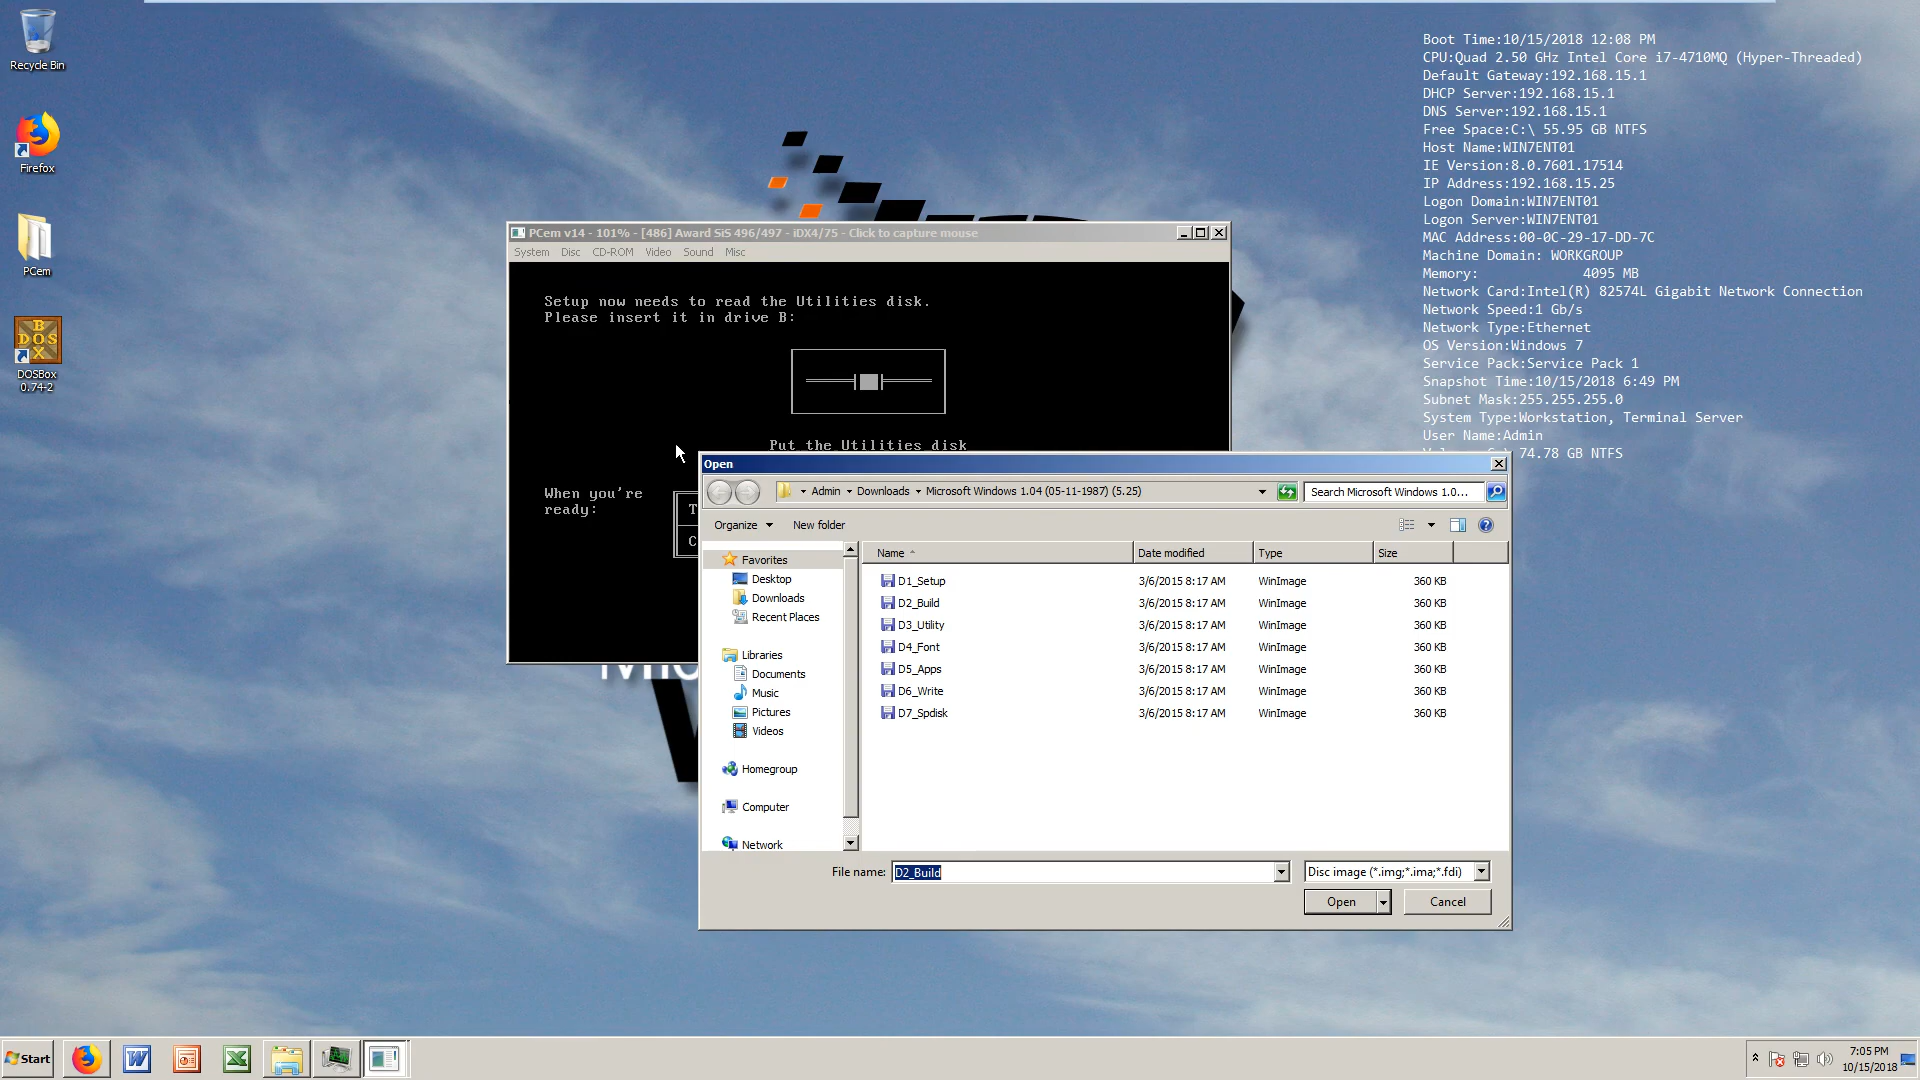 Recycle Bin
Firefox
PCem
DOSBox
0.74-2
Boot Time:10/15/2018 12:08 PM
CPU:Quad 2.50 GHz Intel Core i7-4710MQ (Hyper-Threaded)
Default Gateway:192.168.15.1
DHCP Server:192.168.15.1
DNS Server:192.168.15.1
Free Space:C:\ 55.95 GB NTFS
Host Name:WIN7ENT01
IE Version:8.0.7601.17514
IP Address:192.168.15.25
Logon Domain:WIN7ENT01
Logon Server:WIN7ENT01
MAC Address:00-0C-29-17-DD-7C
Machine Domain: WORKGROUP
Memory: 4095 MB
Network Card:Intel(R) 82574L Gigabit Network Connection
Network Speed:1 Gb/s
Network Type:Ethernet
OS Version:Windows 7
Service Pack:Service Pack 1
Snapshot Time:10/15/2018 6:49 PM
Subnet Mask:255.255.255.0
System Type:Workstation, Terminal Server
User Name:Admin
74.78 GB NTFS
PCem v14 - 101% - [486] Award SiS 496/497 - iDX4/75 - Click to capture mouse
System Disc CD-ROM Video Sound Misc
Setup now needs to read the Utilities disk.
Please insert it in drive B:
Put the Utilities disk
When you're
ready:
T
C
Open
Admin Downloads Microsoft Windows 1.04 (05-11-1987) (5.25)
Search Microsoft Windows 1.0...
Organize New folder
Favorites
Desktop
Downloads
Recent Places
Libraries
Documents
Music
Pictures
Videos
Homegroup
Computer
Network
Name Date modified Type Size
D1_Setup 3/6/2015 8:17 AM WinImage 360 KB
D2_Build 3/6/2015 8:17 AM WinImage 360 KB
D3_Utility 3/6/2015 8:17 AM WinImage 360 KB
D4_Font 3/6/2015 8:17 AM WinImage 360 KB
D5_Apps 3/6/2015 8:17 AM WinImage 360 KB
D6_Write 3/6/2015 8:17 AM WinImage 360 KB
D7_Spdisk 3/6/2015 8:17 AM WinImage 360 KB
File name: D2_Build
Disc image (*.img;*.ima;*.fdi)
Open Cancel
Start
7:05 PM
10/15/2018